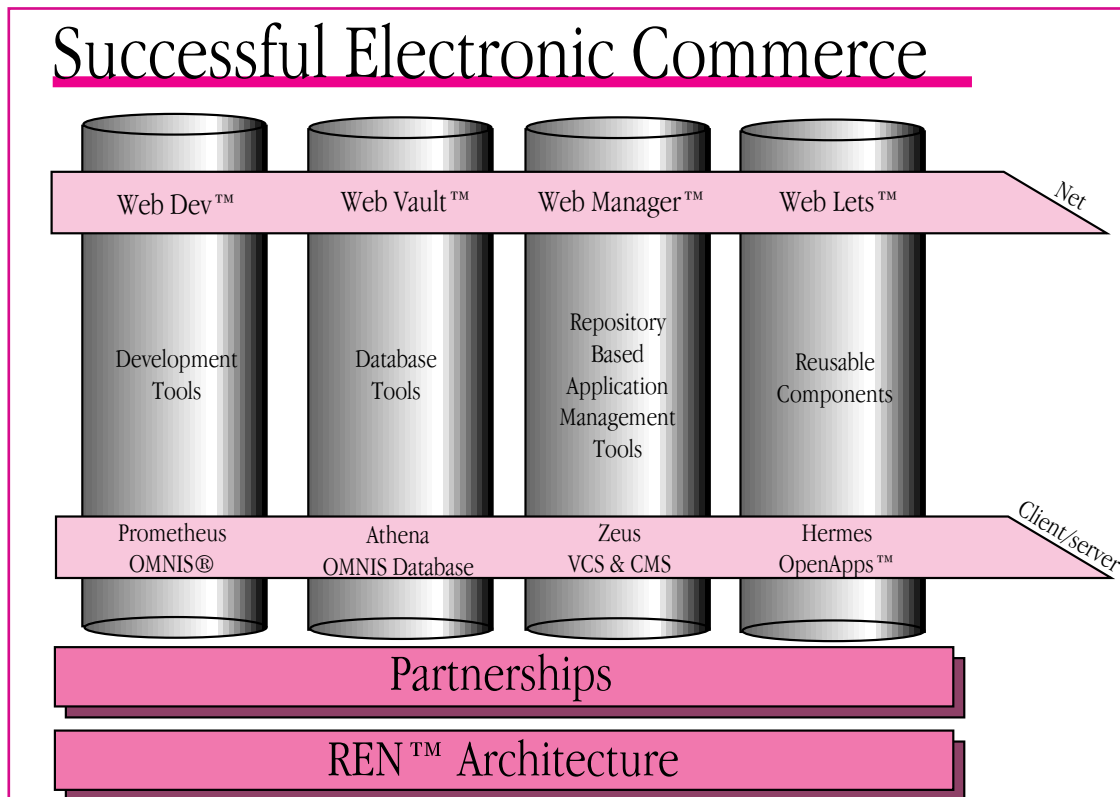 Successful Electronic Commerce
Web Dev™
Web Vault™
Web Manager™
Web Lets™
Net
Development
Tools
Database
Tools
Repository
Based
Application
Management
Tools
Reusable
Components
Prometheus
OMNIS®
Athena
OMNIS Database
Zeus
VCS & CMS
Hermes
OpenApps™
Client/server
Partnerships
REN™ Architecture